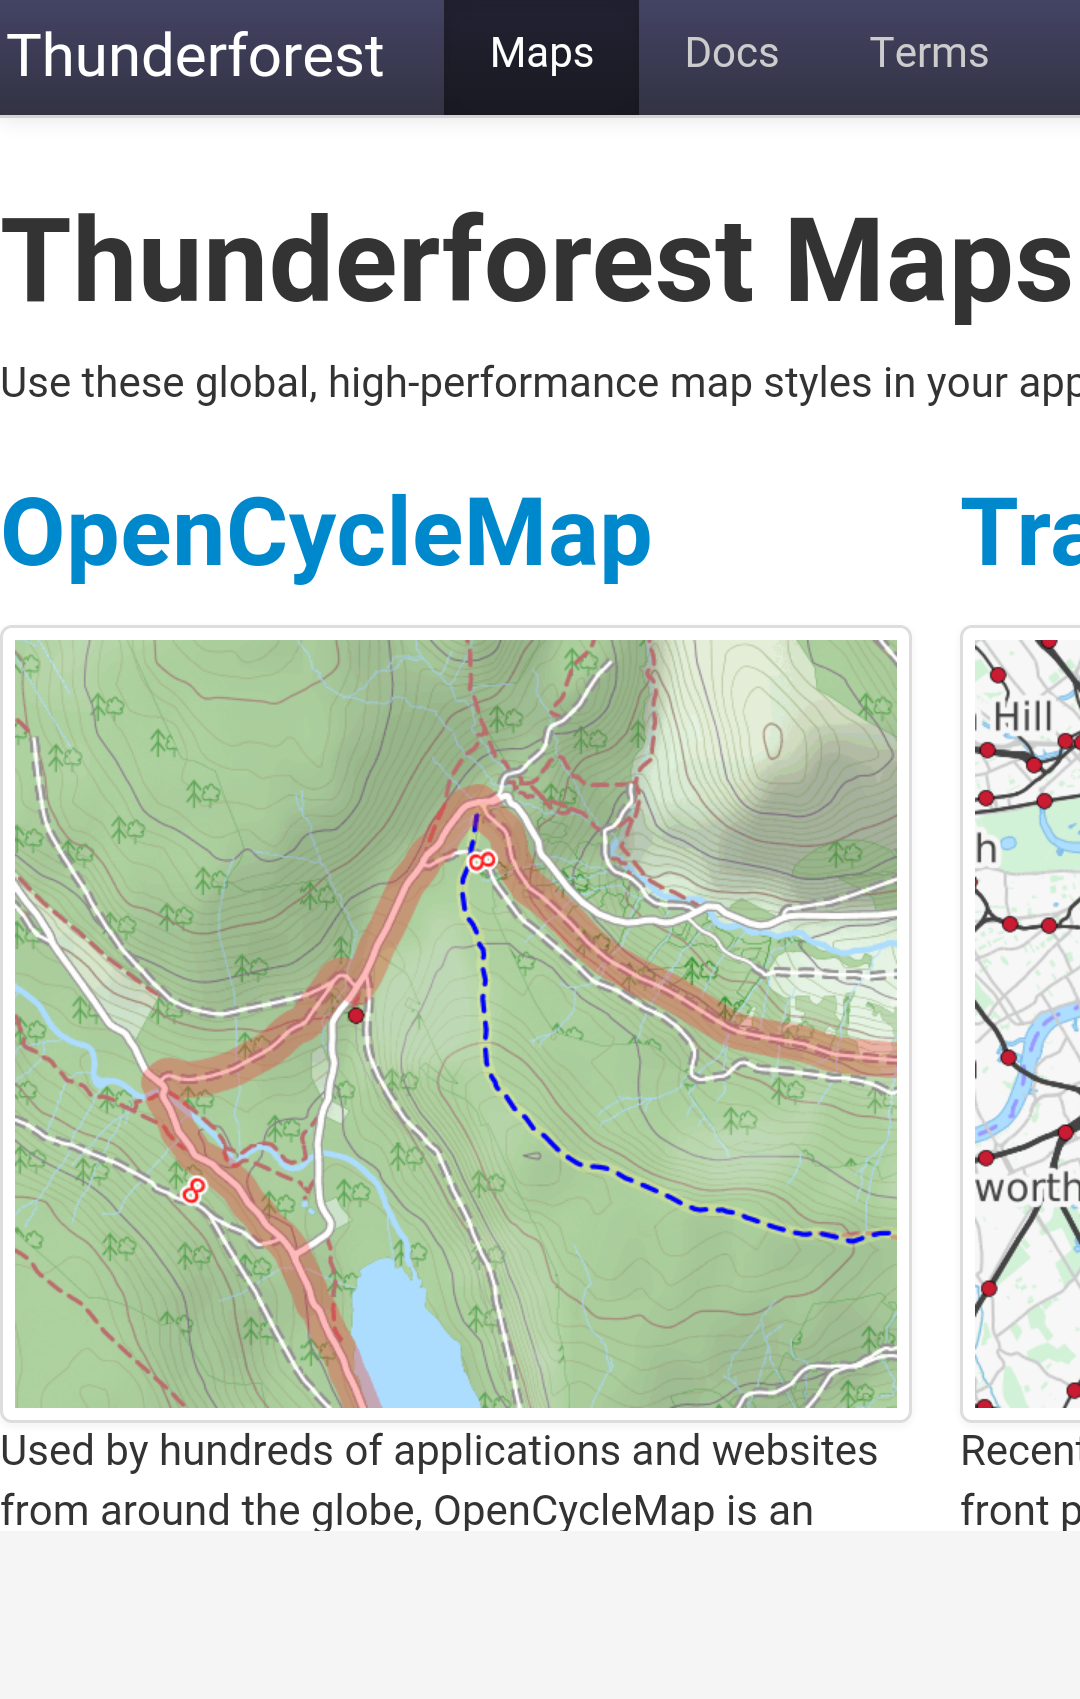 Thunderforest Maps Docs Terms
Thunderforest Maps
Use these global, high-performance map styles in your app
OpenCycleMap
Hill
h
worth
Used by hundreds of applications and websites
from around the globe, OpenCycleMap is an
Tra
Recent
front p